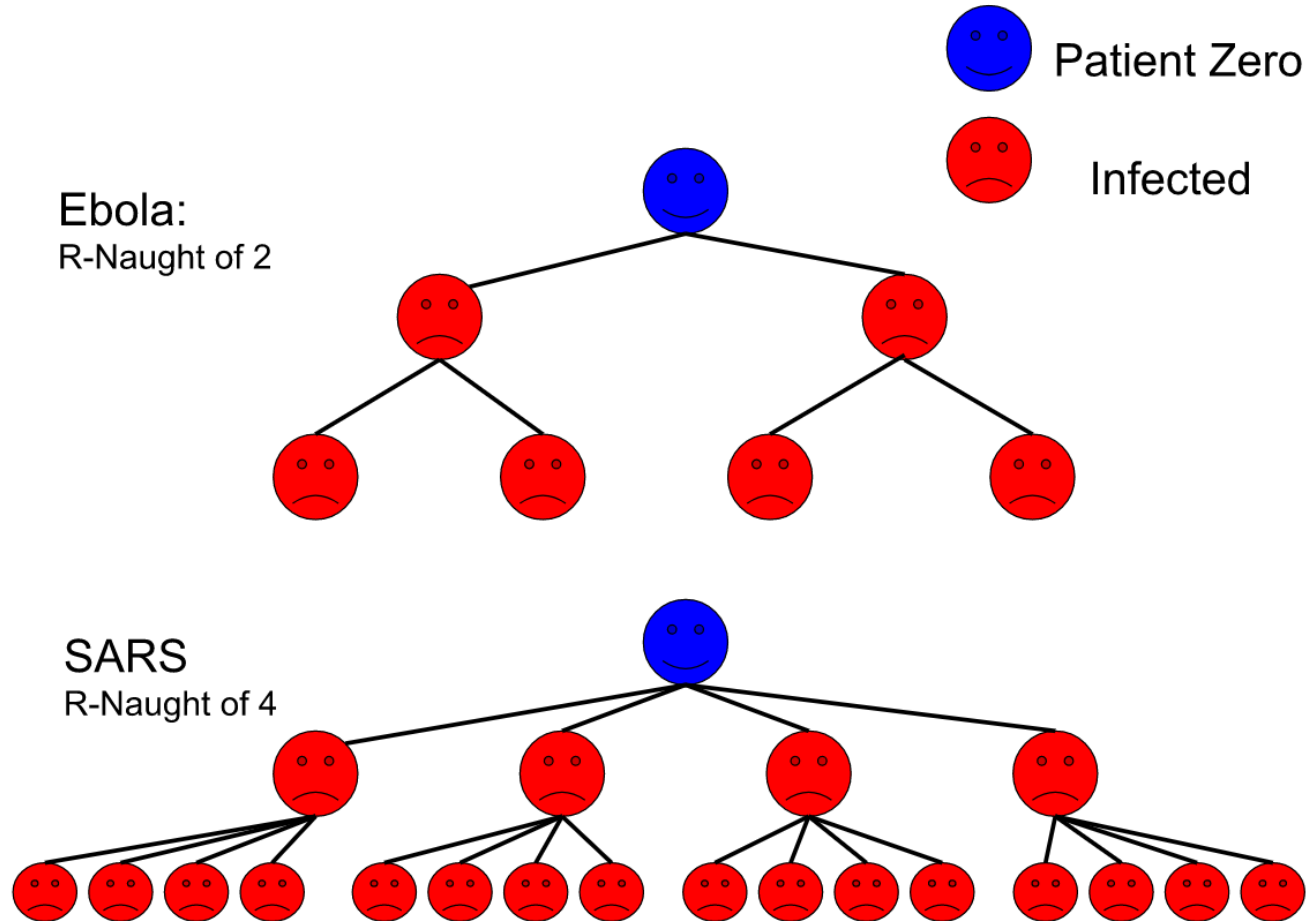 Patient Zero
Infected
Ebola:
R-Naught of 2
SARS
R-Naught of 4